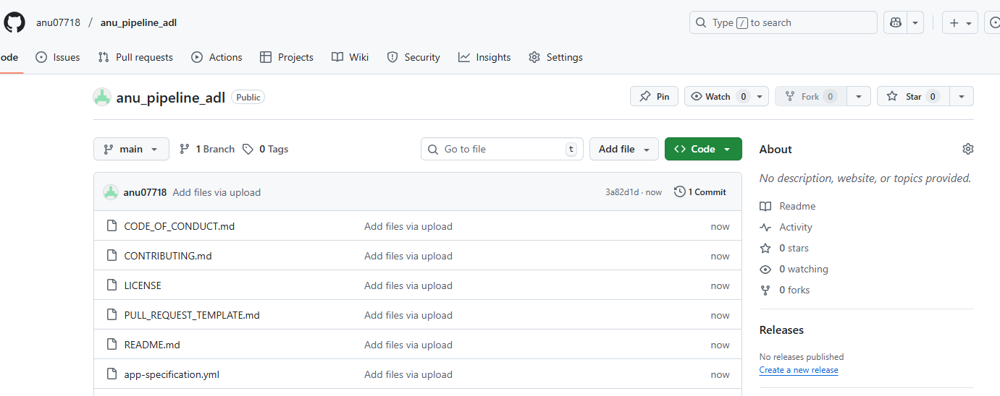 anu07718 / anu_pipeline_adl Type / to search
ode Issues Pull requests Actions Projects Wiki Security Insights Settings
anu_pipeline_adl Public Pin Watch 0 Fork 0 Star 0
main 1 Branch 0 Tags Go to file t Add file Code
About
No description, website, or topics provided.
anu07718 Add files via upload 3a82d1d · now 1 Commit
CODE_OF_CONDUCT.md Add files via upload now
CONTRIBUTING.md Add files via upload now
LICENSE Add files via upload now
PULL_REQUEST_TEMPLATE.md Add files via upload now
README.md Add files via upload now
app-specification.yml Add files via upload now
Readme
Activity
0 stars
0 watching
0 forks
Releases
No releases published
Create a new release